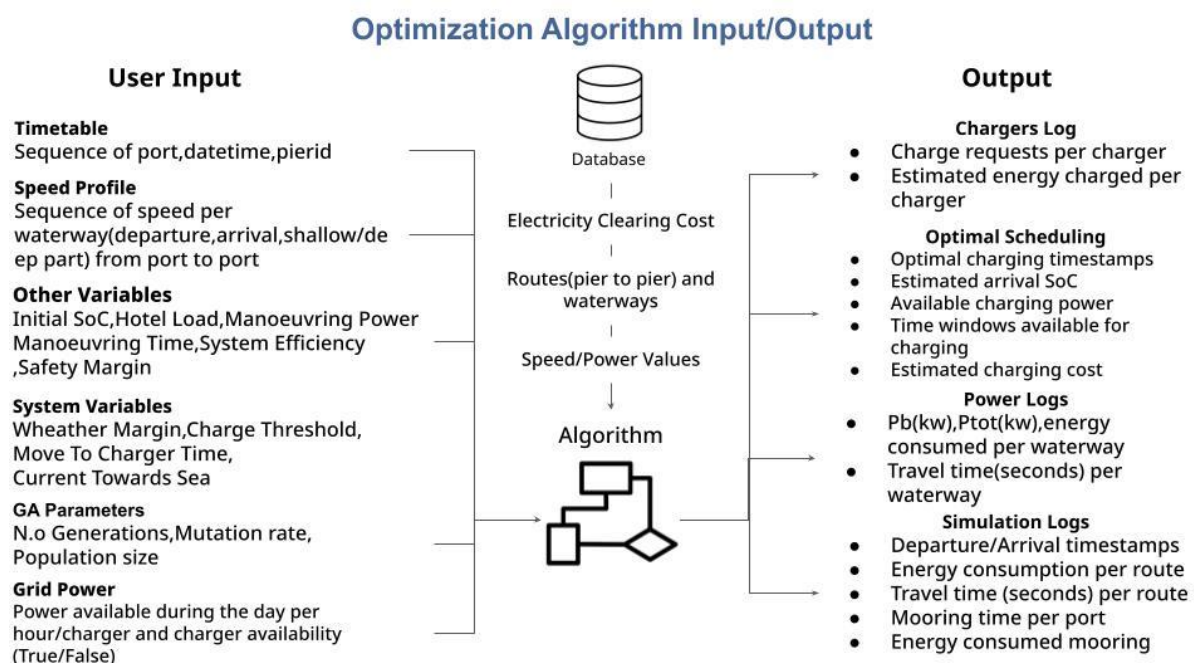 Optimization Algorithm Input/Output
User Input
Timetable
Sequence of port,datetime,pierid
Speed Profile
Sequence of speed per
waterway(departure,arrival,shallow/de
ep part) from port to port
Other Variables
Initial SoC,Hotel Load,Manoeuvring Power
Manoeuvring Time,System Efficiency
,Safety Margin
System Variables
Wheather Margin,Charge Threshold,
Move To Charger Time,
Current Towards Sea
GA Parameters
N.o Generations,Mutation rate,
Population size
Grid Power
Power available during the day per
hour/charger and charger availability
(True/False)
Database
Electricity Clearing Cost
Routes(pier to pier) and
waterways
Speed/Power Values
Algorithm
Output
Chargers Log
● Charge requests per charger
● Estimated energy charged per
charger
Optimal Scheduling
● Optimal charging timestamps
● Estimated arrival SoC
● Available charging power
● Time windows available for
charging
● Estimated charging cost
Power Logs
● Pb(kw),Ptot(kw),energy
consumed per waterway
● Travel time(seconds) per
waterway
Simulation Logs
● Departure/Arrival timestamps
● Energy consumption per route
● Travel time (seconds) per route
● Mooring time per port
● Energy consumed mooring